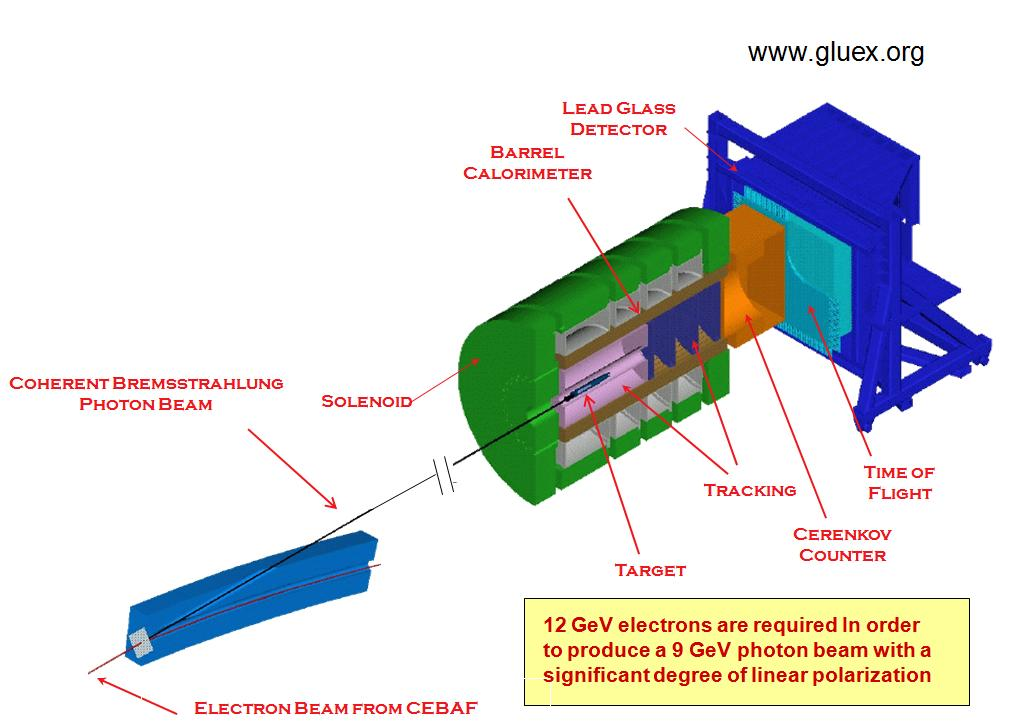 www.gluex.org
Lead Glass
Detector
Barrel
Calorimeter
Coherent Bremsstrahlung
Photon Beam
Solenoid
Time of
Flight
Tracking
Cerenkov
Counter
Target
12 GeV electrons are required In order
to produce a 9 GeV photon beam with a
significant degree of linear polarization
Electron Beam from CEBAF